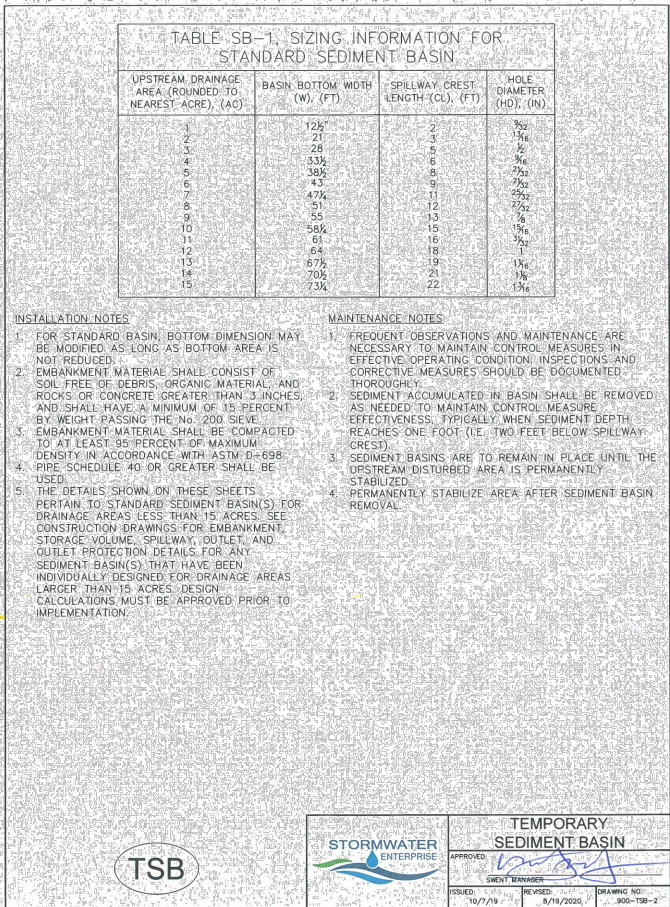 TABLE SB-1, SIZING INFORMATION FOR
STANDARD SEDIMENT BASIN
UPSTREAM DRAINAGE AREA (ROUNDED TO NEAREST ACRE), (AC) BASIN BOTTOM WIDTH (W), (FT) SPILLWAY CREST LENGTH (CL), (FT) HOLE DIAMETER (HD), (IN)
1 12½" 2 9/32
2 21 3 13/16
3 28 5 ½
4 33½ 6 9/16
5 38½ 8 21/32
6 43 9 21/32
7 47¼ 11 25/32
8 51 12 27/32
9 55 13 7/8
10 58¼ 15 15/16
11 61 16 31/32
12 64 18 1
13 67½ 19 1 1/16
14 70½ 21 1 1/8
15 73¼ 22 1 3/16
INSTALLATION NOTES
1. FOR STANDARD BASIN, BOTTOM DIMENSION MAY
BE MODIFIED AS LONG AS BOTTOM AREA IS
NOT REDUCED.
2. EMBANKMENT MATERIAL SHALL CONSIST OF
SOIL FREE OF DEBRIS, ORGANIC MATERIAL, AND
ROCKS OR CONCRETE GREATER THAN 3 INCHES,
AND SHALL HAVE A MINIMUM OF 15 PERCENT
BY WEIGHT PASSING THE No. 200 SIEVE.
3. EMBANKMENT MATERIAL SHALL BE COMPACTED
TO AT LEAST 95 PERCENT OF MAXIMUM
DENSITY IN ACCORDANCE WITH ASTM D-698.
4. PIPE SCHEDULE 40 OR GREATER SHALL BE
USED.
5. THE DETAILS SHOWN ON THESE SHEETS
PERTAIN TO STANDARD SEDIMENT BASIN(S) FOR
DRAINAGE AREAS LESS THAN 15 ACRES. SEE
CONSTRUCTION DRAWINGS FOR EMBANKMENT,
STORAGE VOLUME, SPILLWAY, OUTLET, AND
OUTLET PROTECTION DETAILS FOR ANY
SEDIMENT BASIN(S) THAT HAVE BEEN
INDIVIDUALLY DESIGNED FOR DRAINAGE AREAS
LARGER THAN 15 ACRES. DESIGN
CALCULATIONS MUST BE APPROVED PRIOR TO
IMPLEMENTATION.
MAINTENANCE NOTES
1. FREQUENT OBSERVATIONS AND MAINTENANCE ARE
NECESSARY TO MAINTAIN CONTROL MEASURES IN
EFFECTIVE OPERATING CONDITION. INSPECTIONS AND
CORRECTIVE MEASURES SHOULD BE DOCUMENTED
THOROUGHLY.
2. SEDIMENT ACCUMULATED IN BASIN SHALL BE REMOVED
AS NEEDED TO MAINTAIN CONTROL MEASURE
EFFECTIVENESS, TYPICALLY WHEN SEDIMENT DEPTH
REACHES ONE FOOT (I.E. TWO FEET BELOW SPILLWAY
CREST).
3. SEDIMENT BASINS ARE TO REMAIN IN PLACE UNTIL THE
UPSTREAM DISTURBED AREA IS PERMANENTLY
STABILIZED.
4. PERMANENTLY STABILIZE AREA AFTER SEDIMENT BASIN
REMOVAL.
TSB
STORMWATER
ENTERPRISE
TEMPORARY
SEDIMENT BASIN
APPROVED:
SWENT MANAGER
ISSUED: 10/7/19
REVISED: 8/19/2020
DRAWING NO. 900-TSB-2